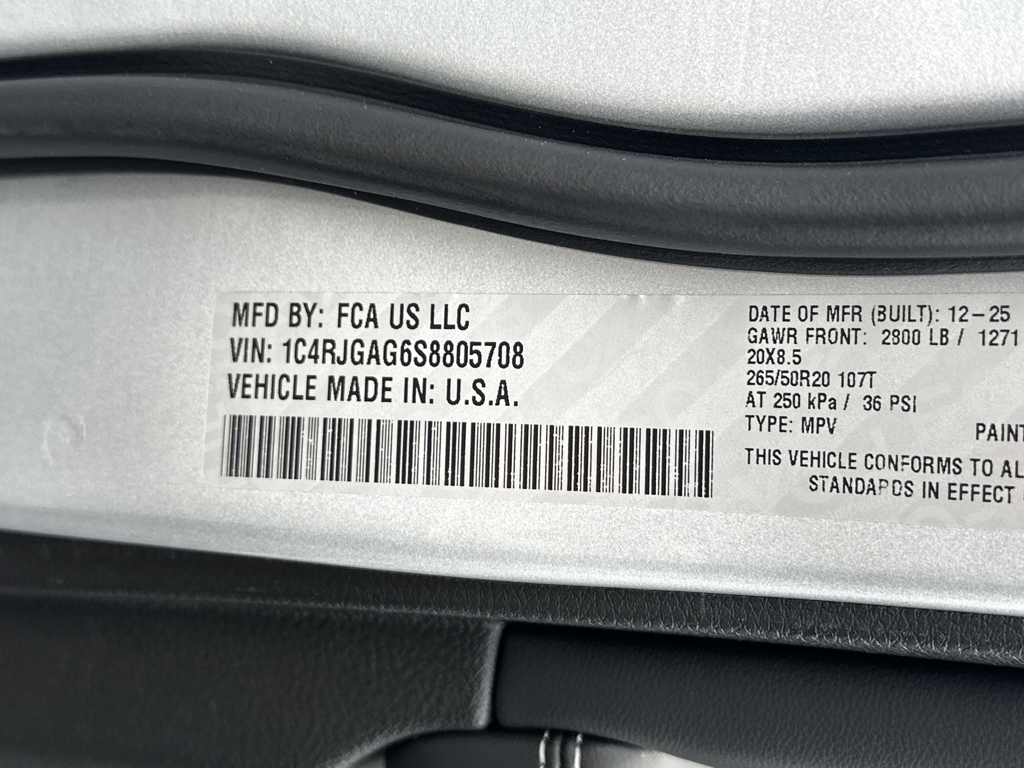 MFD BY: FCA US LLC
VIN: 1C4RJGAG6S8805708
VEHICLE MADE IN: U.S.A.
DATE OF MFR (BUILT): 12-25
GAWR FRONT: 2800 LB / 1271
20X8.5
265/50R20 107T
AT 250 kPa / 36 PSI
TYPE: MPV
PAINT
THIS VEHICLE CONFORMS TO AL
STANDARDS IN EFFECT